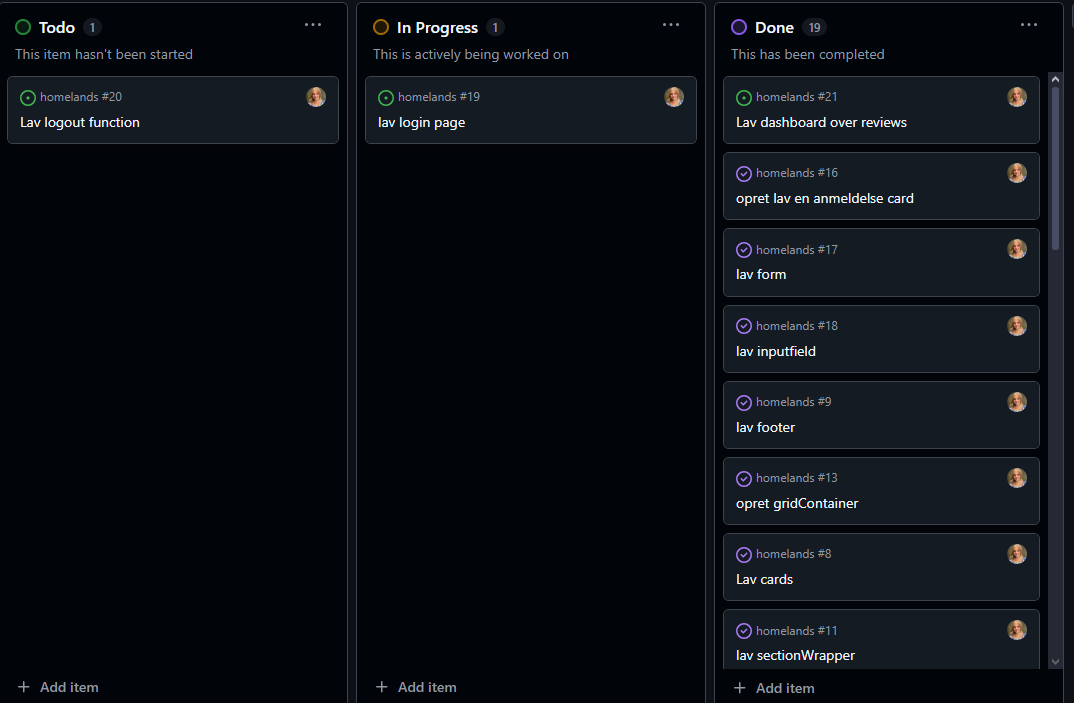 Todo 1
This item hasn't been started
homelands #20
Lav logout function
Add item
In Progress 1
This is actively being worked on
homelands #19
lav login page
Add item
Done 19
This has been completed
homelands #21
Lav dashboard over reviews
homelands #16
opret lav en anmeldelse card
homelands #17
lav form
homelands #18
lav inputfield
homelands #9
lav footer
homelands #13
opret gridContainer
homelands #8
Lav cards
homelands #11
lav sectionWrapper
Add item